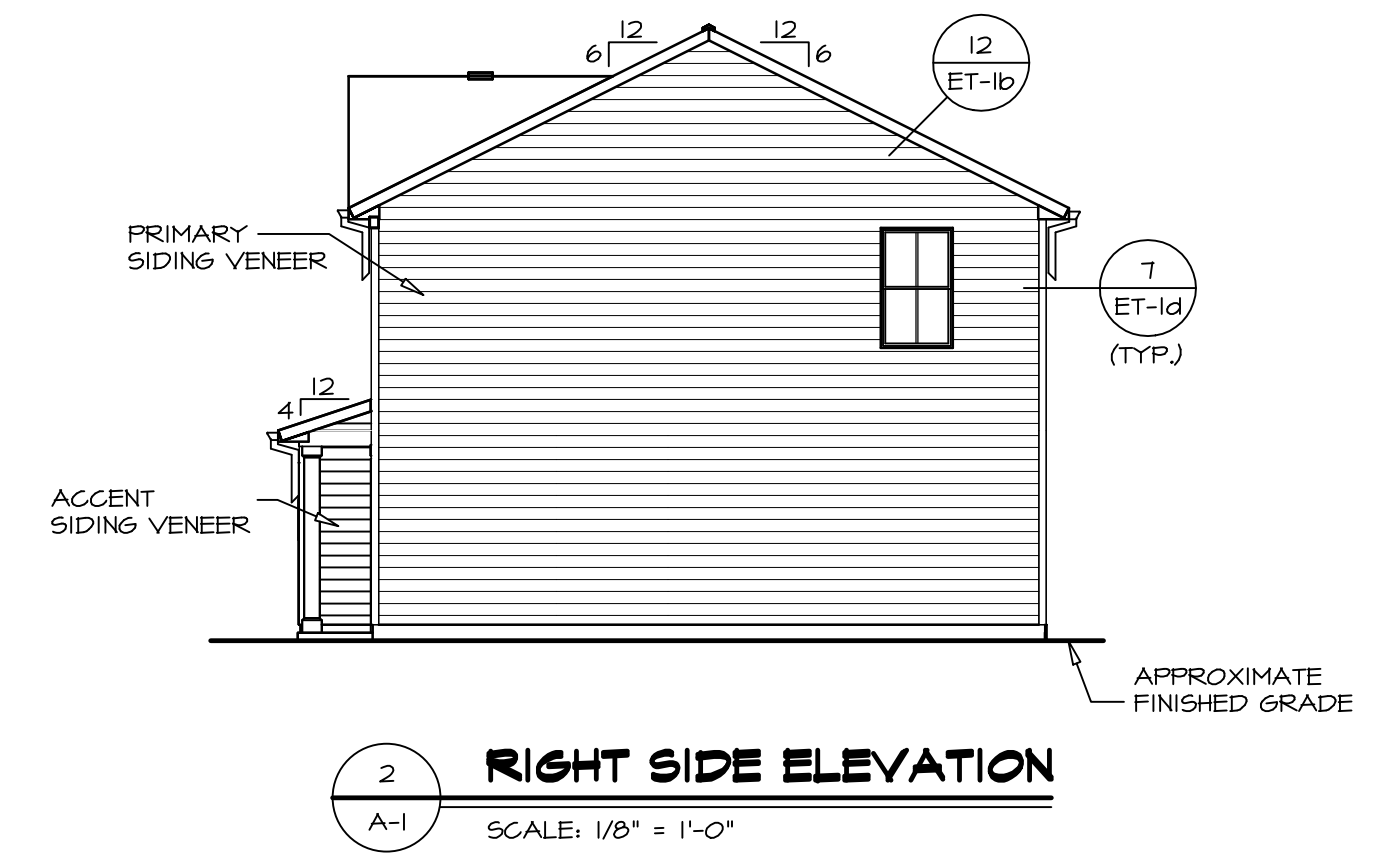 12
6
12
6
12
ET-1b
PRIMARY
SIDING VENEER
7
ET-1d
(TYP.)
12
4
ACCENT
SIDING VENEER
APPROXIMATE
FINISHED GRADE
2
A-1
RIGHT SIDE ELEVATION
SCALE: 1/8" = 1'-0"